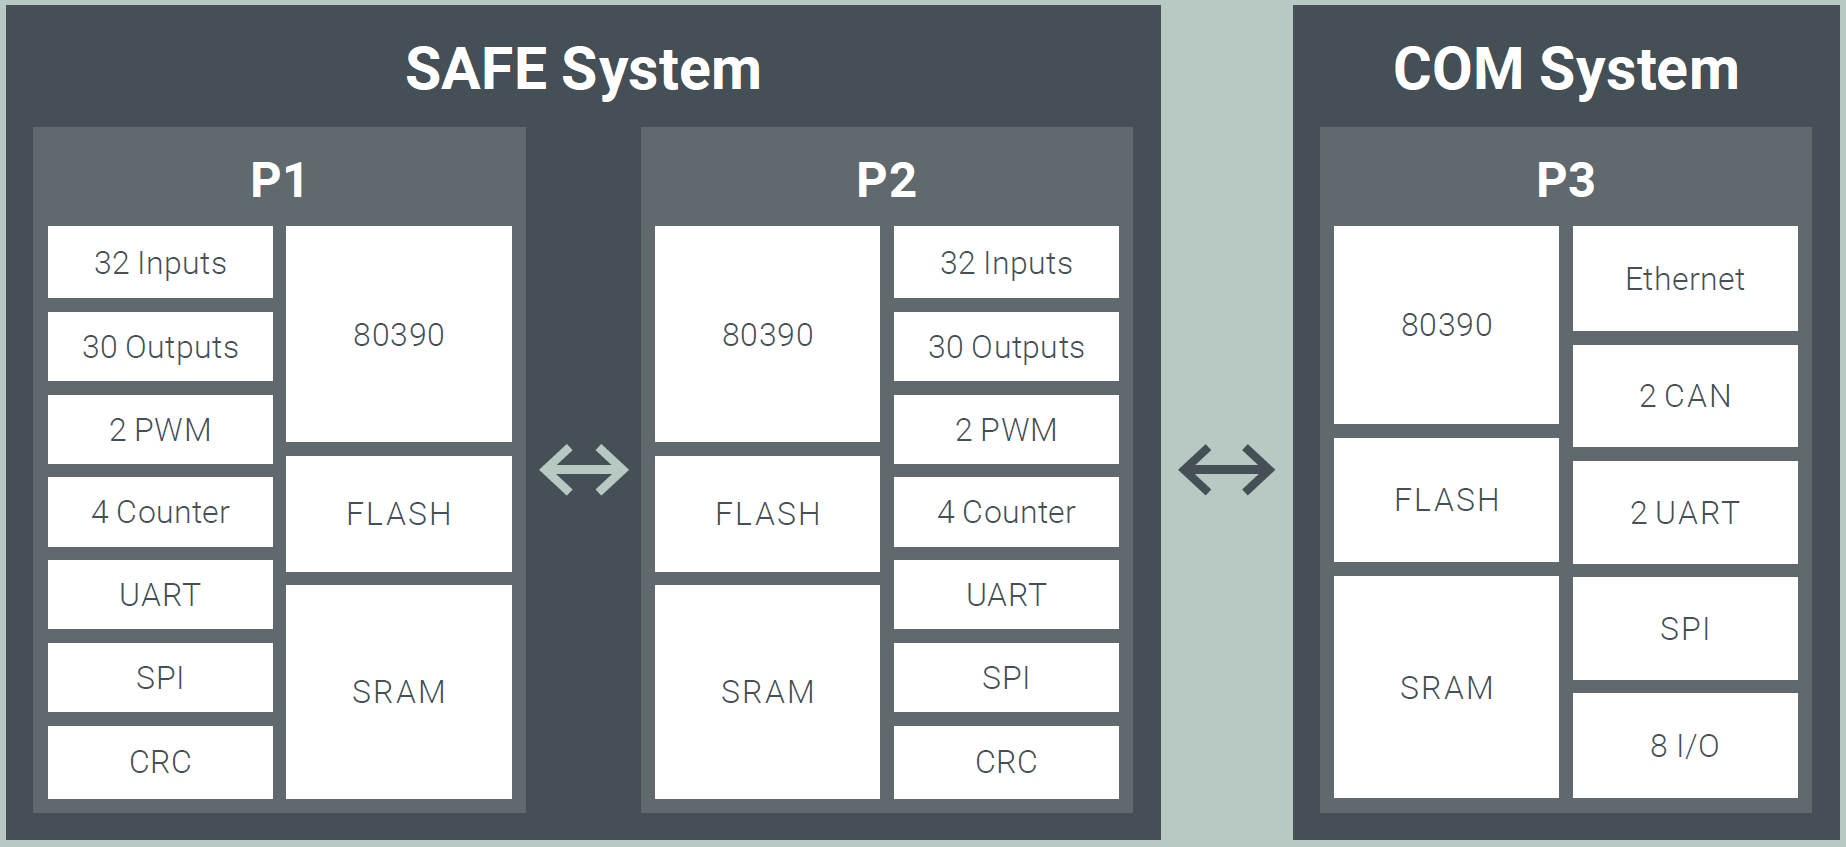 SAFE System
P1
32 Inputs
30 Outputs
2 PWM
4 Counter
UART
SPI
CRC
80390
FLASH
SRAM
P2
80390
FLASH
SRAM
32 Inputs
30 Outputs
2 PWM
4 Counter
UART
SPI
CRC
COM System
P3
80390
FLASH
SRAM
Ethernet
2 CAN
2 UART
SPI
8 I/O